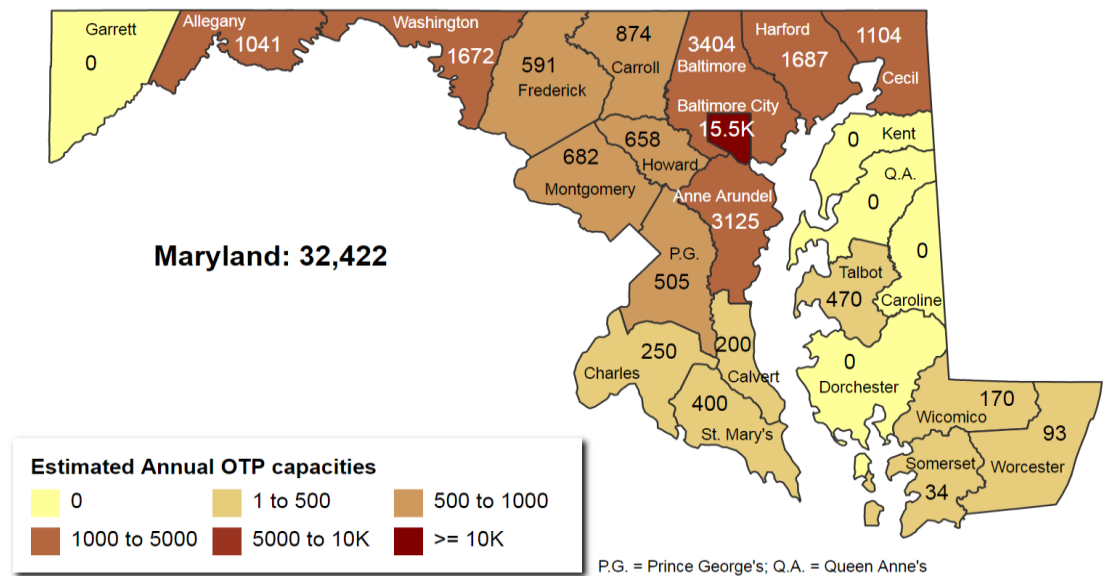 Garrett
0
Allegany
1041
Washington
1672
591
Frederick
874
Carroll
3404
Baltimore
Harford
1687
1104
Cecil
Baltimore City
15.5K
658
Howard
682
Montgomery
Anne Arundel
3125
0
Kent
Q.A.
0
0
Caroline
Talbot
470
Maryland: 32,422
P.G.
505
250
Charles
200
Calvert
400
St. Mary's
0
Dorchester
170
Wicomico
93
Worcester
Somerset
34
Estimated Annual OTP capacities
0 1 to 500 500 to 1000
1000 to 5000 5000 to 10K >= 10K
P.G. = Prince George's; Q.A. = Queen Anne's